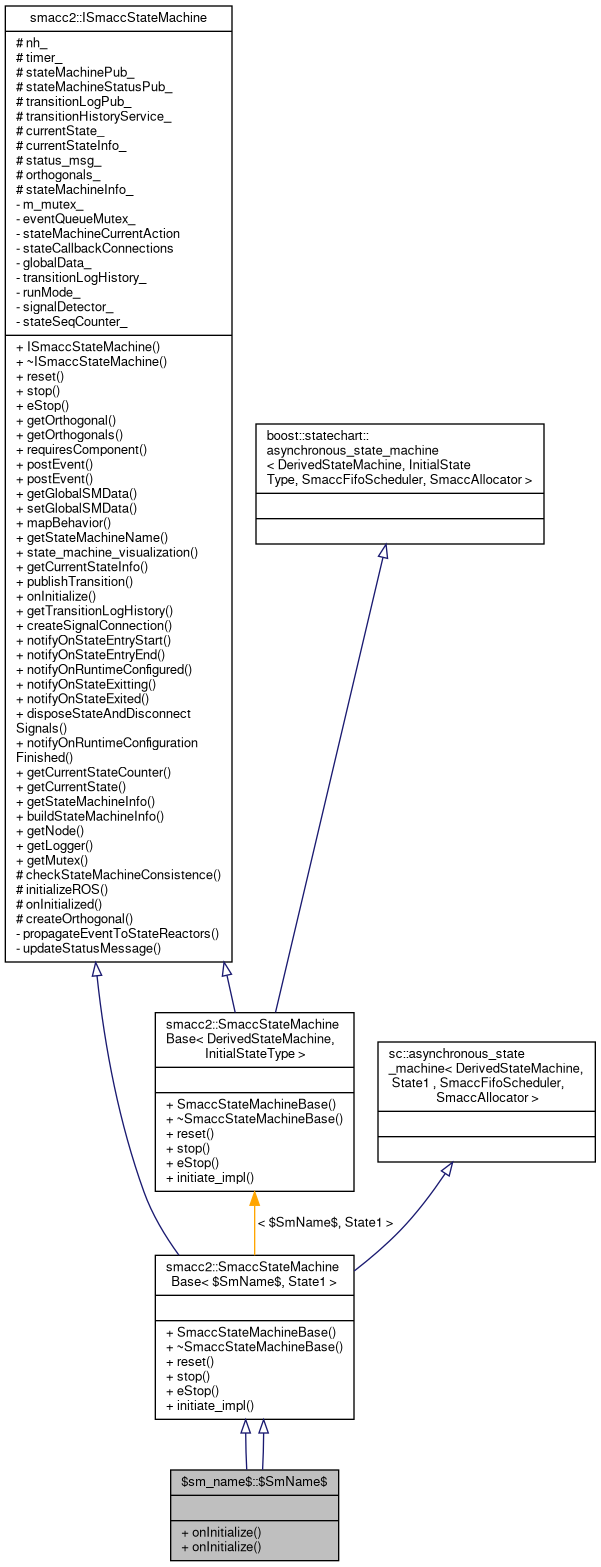 smacc2::ISmaccStateMachine
# nh_
# timer_
# stateMachinePub_
# stateMachineStatusPub_
# transitionLogPub_
# transitionHistoryService_
# currentState_
# currentStateInfo_
# status_msg_
# orthogonals_
# stateMachineInfo_
- m_mutex_
- eventQueueMutex_
- stateMachineCurrentAction
- stateCallbackConnections
- globalData_
- transitionLogHistory_
- runMode_
- signalDetector_
- stateSeqCounter_
+ ISmaccStateMachine()
+ ~ISmaccStateMachine()
+ reset()
+ stop()
+ eStop()
+ getOrthogonal()
+ getOrthogonals()
+ requiresComponent()
+ postEvent()
+ postEvent()
+ getGlobalSMData()
+ setGlobalSMData()
+ mapBehavior()
+ getStateMachineName()
+ state_machine_visualization()
+ getCurrentStateInfo()
+ publishTransition()
+ onInitialize()
+ getTransitionLogHistory()
+ createSignalConnection()
+ notifyOnStateEntryStart()
+ notifyOnStateEntryEnd()
+ notifyOnRuntimeConfigured()
+ notifyOnStateExitting()
+ notifyOnStateExited()
+ disposeStateAndDisconnect
Signals()
+ notifyOnRuntimeConfiguration
Finished()
+ getCurrentStateCounter()
+ getCurrentState()
+ getStateMachineInfo()
+ buildStateMachineInfo()
+ getNode()
+ getLogger()
+ getMutex()
# checkStateMachineConsistence()
# initializeROS()
# onInitialized()
# createOrthogonal()
- propagateEventToStateReactors()
- updateStatusMessage()
boost::statechart::
asynchronous_state_machine
< DerivedStateMachine, InitialState
Type, SmaccFifoScheduler, SmaccAllocator >
smacc2::SmaccStateMachine
Base< DerivedStateMachine,
InitialStateType >
+ SmaccStateMachineBase()
+ ~SmaccStateMachineBase()
+ reset()
+ stop()
+ eStop()
+ initiate_impl()
sc::asynchronous_state
_machine< DerivedStateMachine,
State1 , SmaccFifoScheduler,
SmaccAllocator >
< $SmName$, State1 >
smacc2::SmaccStateMachine
Base< $SmName$, State1 >
+ SmaccStateMachineBase()
+ ~SmaccStateMachineBase()
+ reset()
+ stop()
+ eStop()
+ initiate_impl()
$sm_name$::$SmName$
+ onInitialize()
+ onInitialize()